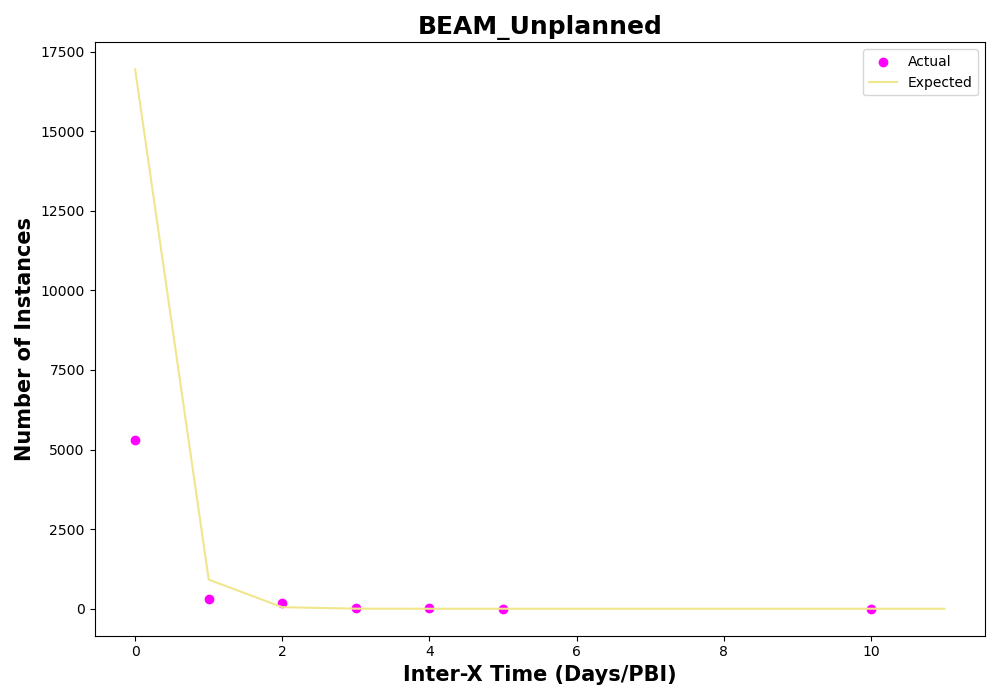 BEAM_Unplanned
17500
15000
12500
10000
7500
5000
2500
0
Number of Instances
Actual
Expected
0 2 4 6 8 10
Inter-X Time (Days/PBI)